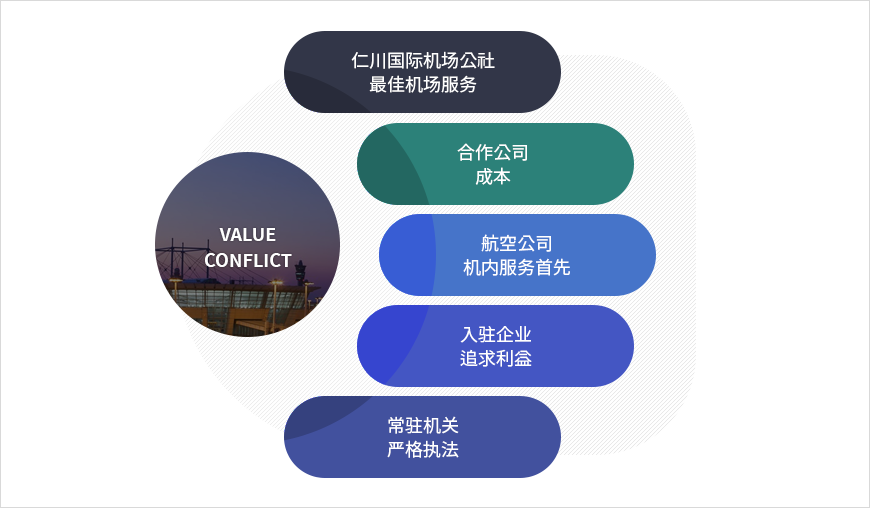 仁川国际机场公社
最佳机场服务
合作公司
成本
VALUE
CONFLICT
航空公司
机内服务首先
入驻企业
追求利益
常驻机关
严格执法